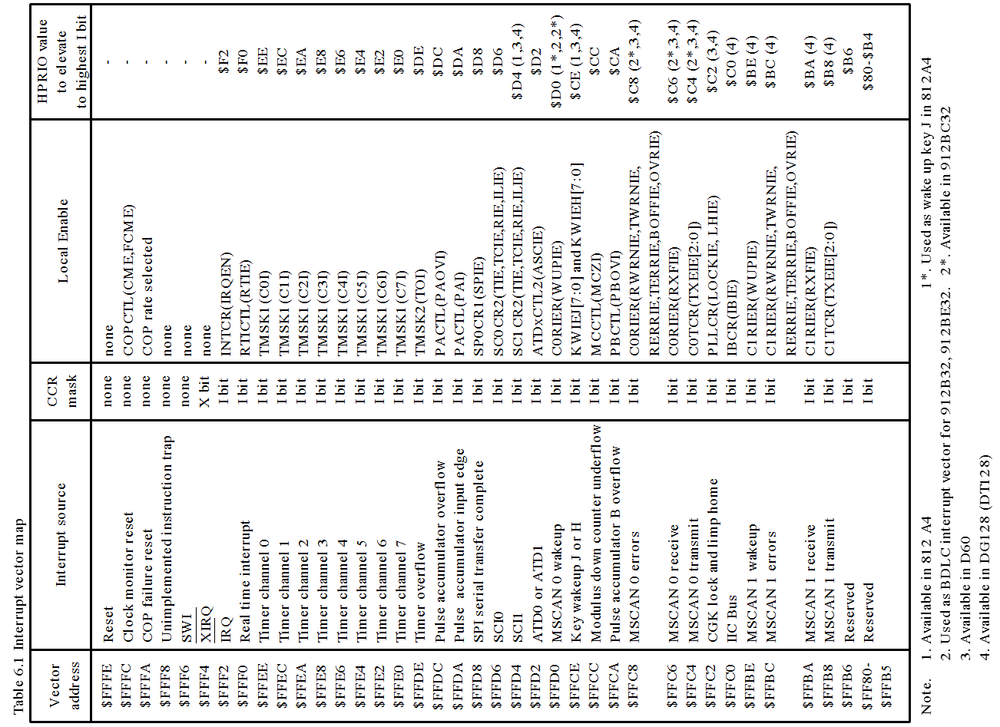 Table 6.1 Interrupt vector map
Vector address | Interrupt source | CCR mask | Local Enable | HPRIO value to elevate to highest I bit
$FFFE Reset none none -
$FFFC Clock monitor reset none COPCTL(CME,FCME) -
$FFFA COP failure reset none COP rate selected -
$FFF8 Unimplemented instruction trap none none -
$FFF6 SWI none none -
$FFF4 XIRQ X bit none -
$FFF2 IRQ I bit INTCR(IRQEN) $F2
$FFF0 Real time interrupt I bit RTICTL(RTIE) $F0
$FFEE Timer channel 0 I bit TMSK1(C0I) $EE
$FFEC Timer channel 1 I bit TMSK1(C1I) $EC
$FFEA Timer channel 2 I bit TMSK1(C2I) $EA
$FFE8 Timer channel 3 I bit TMSK1(C3I) $E8
$FFE6 Timer channel 4 I bit TMSK1(C4I) $E6
$FFE4 Timer channel 5 I bit TMSK1(C5I) $E4
$FFE2 Timer channel 6 I bit TMSK1(C6I) $E2
$FFE0 Timer channel 7 I bit TMSK1(C7I) $E0
$FFDE Timer overflow I bit TMSK2(TOI) $DE
$FFDC Pulse accumulator overflow I bit PACTL(PAOVI) $DC
$FFDA Pulse accumulator input edge I bit PACTL(PAI) $DA
$FFD8 SPI serial transfer complete I bit SP0CR1(SPIE) $D8
$FFD6 SCI0 I bit SC0CR2(TIE,TCIE,RIE,ILIE) $D6
$FFD4 SCI1 I bit SC1CR2(TIE,TCIE,RIE,ILIE) $D4 (1,3,4)
$FFD2 ATD0 or ATD1 I bit ATDxCTL2(ASCIE) $D2
$FFD0 MSCAN 0 wakeup I bit C0RIER(WUPIE) $D0 (1*,2,2*)
$FFCE Key wakeup J or H I bit KWIEJ[7:0] and KWIEH[7:0] $CE (1,3,4)
$FFCC Modulus down counter underflow I bit MCCTL(MCZI) $CC
$FFCA Pulse accumulator B overflow I bit PBCTL(PBOVI) $CA
$FFC8 MSCAN 0 errors I bit C0RIER(RWRNIE,TWRNIE, $C8 (2*,3,4)
RERRIE,TERRIE,BOFFIE,OVRIE)
$FFC6 MSCAN 0 receive I bit C0RIER(RXFIE) $C6 (2*,3,4)
$FFC4 MSCAN 0 transmit I bit C0TCR(TXEIE[2:0]) $C4 (2*,3,4)
$FFC2 CGK lock and limp home I bit PLLCR(LOCKIE, LHIE) $C2 (3,4)
$FFC0 IIC Bus I bit IBCR(IBIE) $C0 (4)
$FFBE MSCAN 1 wakeup I bit C1RIER(WUPIE) $BE (4)
$FFBC MSCAN 1 errors I bit C1RIER(RWRNIE,TWRNIE, $BC (4)
RERRIE,TERRIE,BOFFIE,OVRIE)
$FFBA MSCAN 1 receive I bit C1RIER(RXFIE) $BA (4)
$FFB8 MSCAN 1 transmit I bit C1TCR(TXEIE[2:0]) $B8 (4)
$FFB6 Reserved I bit $B6
$FF80- Reserved I bit $80-$B4
$FFB5
Note. 1. Available in 812 A4 1*. Used as wake up key J in 812A4
2. Used as BDLC interrupt vector for 912B32, 912BE32. 2*. Available in 912BC32
3. Available in D60
4. Available in DG128 (DT128)